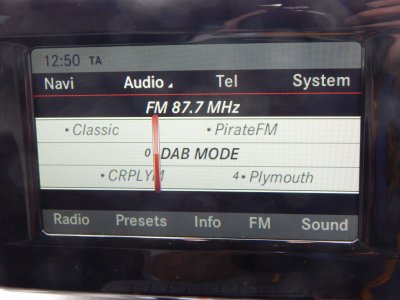 12:50 TA
Navi Audio Tel System
FM 87.7 MHz
• Classic • PirateFM
0 DAB MODE
• CRPLYM 4• Plymouth
Radio Presets Info FM Sound